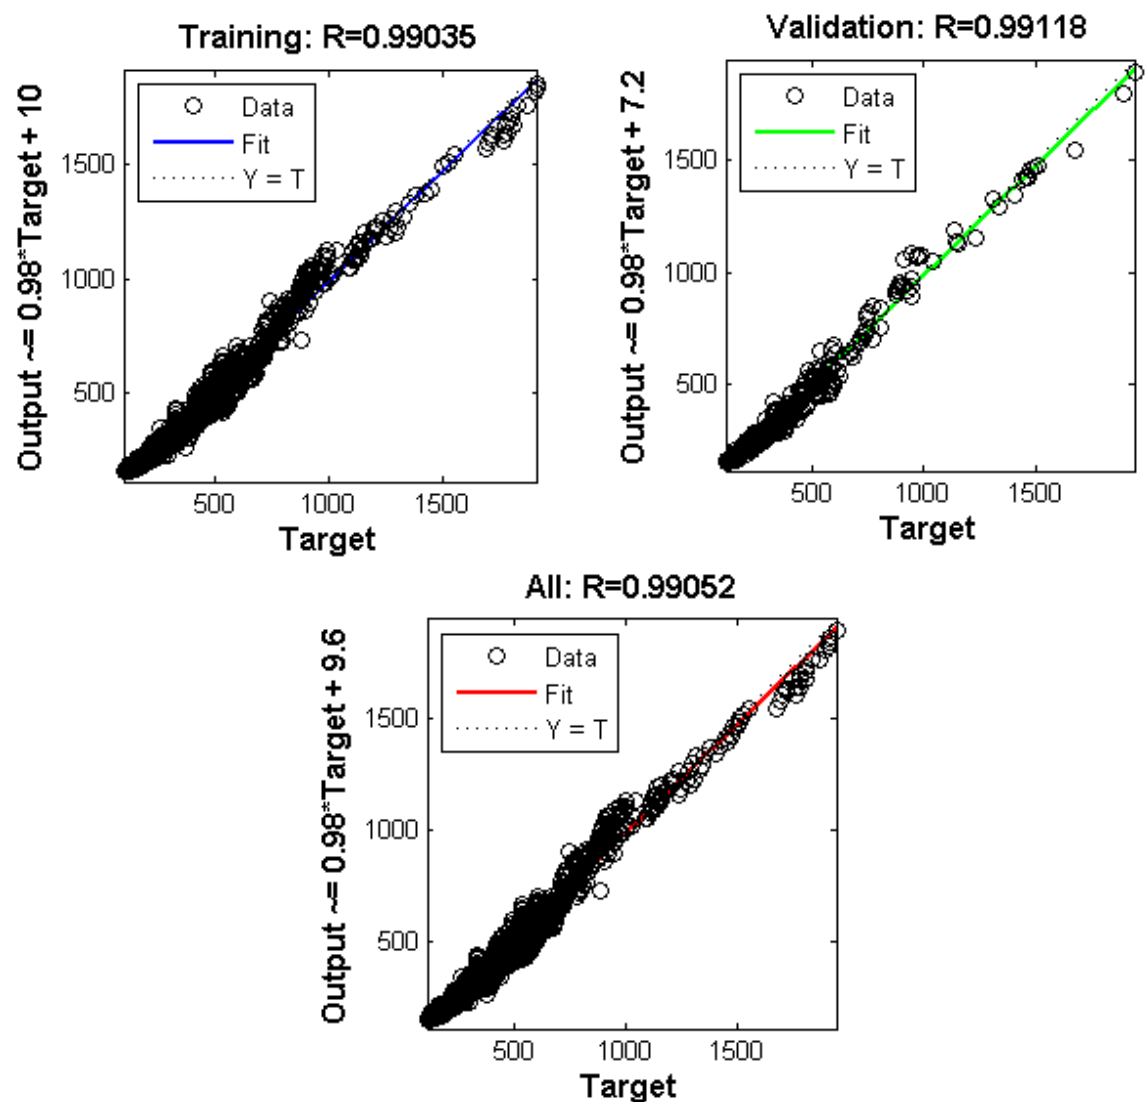 Training: R=0.99035
Output ~= 0.98*Target + 10
Data
Fit
Y = T
1500
1000
500
500 1000 1500
Target
Validation: R=0.99118
Output ~= 0.98*Target + 7.2
Data
Fit
Y = T
1500
1000
500
500 1000 1500
Target
All: R=0.99052
Output ~= 0.98*Target + 9.6
Data
Fit
Y = T
1500
1000
500
500 1000 1500
Target